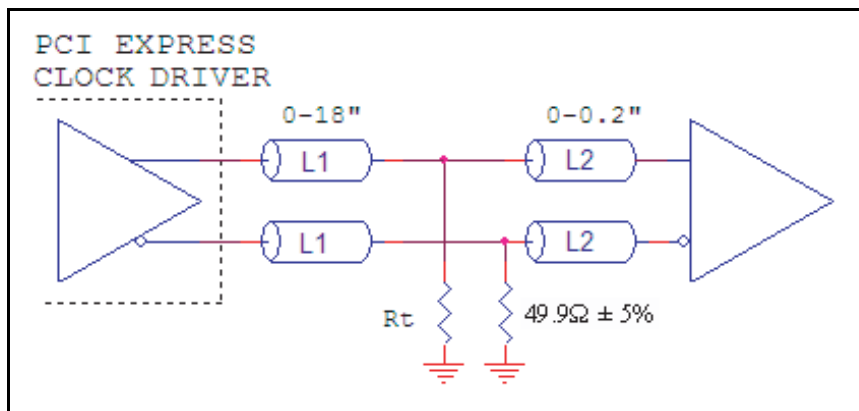 PCI EXPRESS
CLOCK DRIVER
0-18"
0-0.2"
L1
L2
L1
L2
Rt
49.9Ω ± 5%